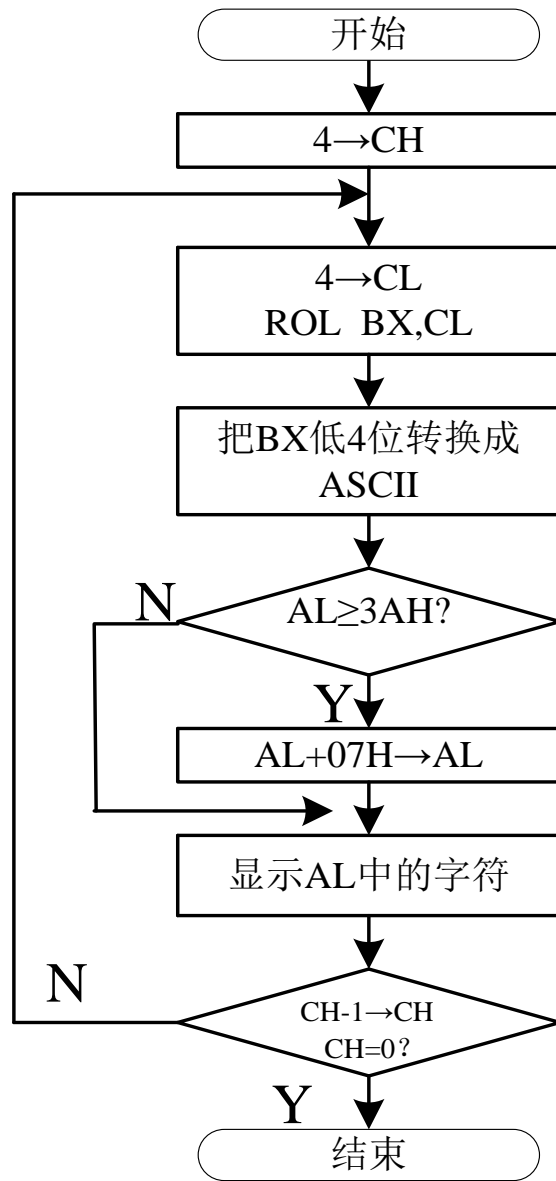 开始
4→CH
4→CL
ROL BX,CL
把BX低4位转换成
ASCII
N
AL≥3AH?
Y
AL+07H→AL
显示AL中的字符
N
CH-1→CH
CH=0?
Y
结束